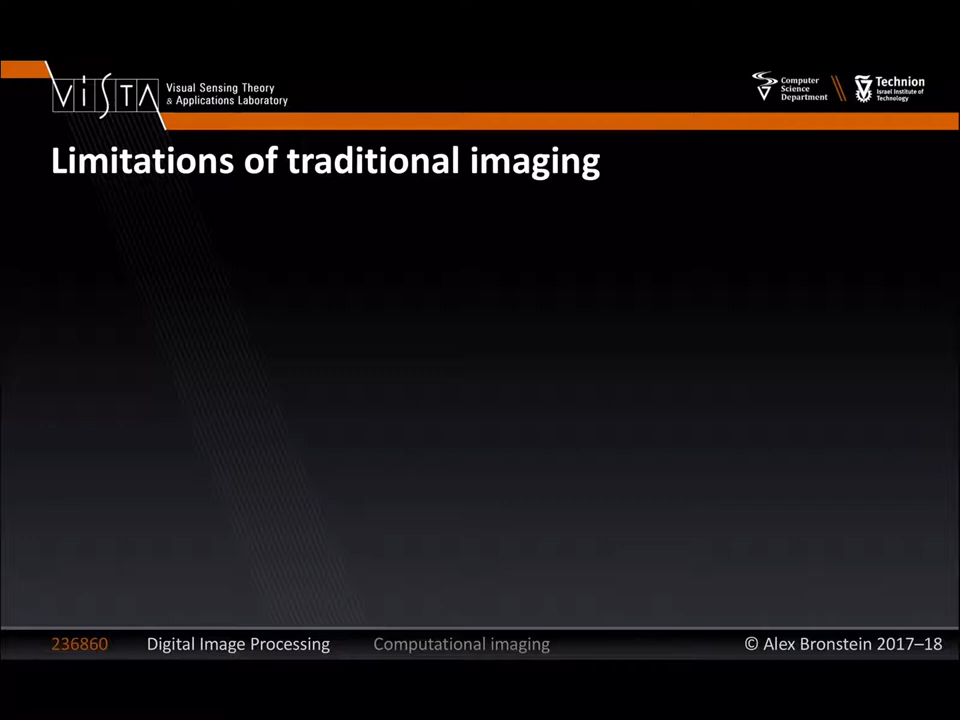 ViSTA
Visual Sensing Theory
& Applications Laboratory
Computer
Science
Department
Technion
Israel Institute of
Technology
Limitations of traditional imaging
236860 Digital Image Processing Computational imaging © Alex Bronstein 2017–18